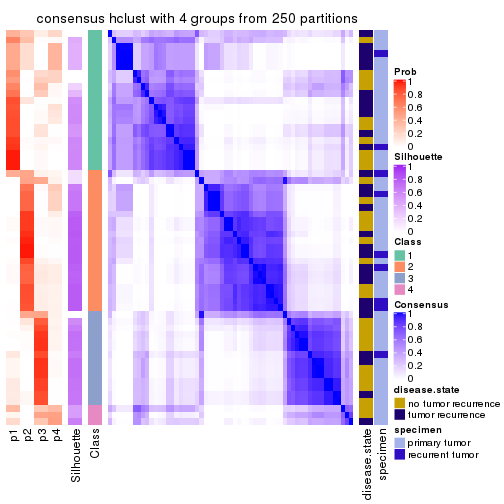 consensus hclust with 4 groups from 250 partitions
Prob
1
0.8
0.6
0.4
0.2
0
Silhouette
1
0.8
0.6
0.4
0.2
0
Class
1
2
3
4
Consensus
1
0.8
0.6
0.4
0.2
0
disease.state
no tumor recurrence
tumor recurrence
specimen
primary tumor
recurrent tumor
p1
p2
p3
p4
Silhouette
Class
disease.state
specimen